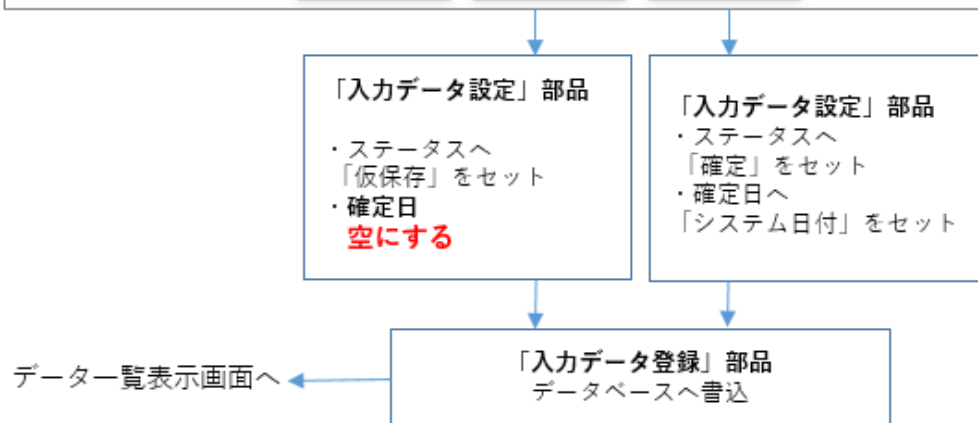 「入力データ設定」部品
・ステータスへ
「仮保存」をセット
・確定日
空にする
「入力データ設定」部品
・ステータスへ
「確定」をセット
・確定日へ
「システム日付」をセット
「入力データ登録」部品
データベースへ書込
データ一覧表示画面へ